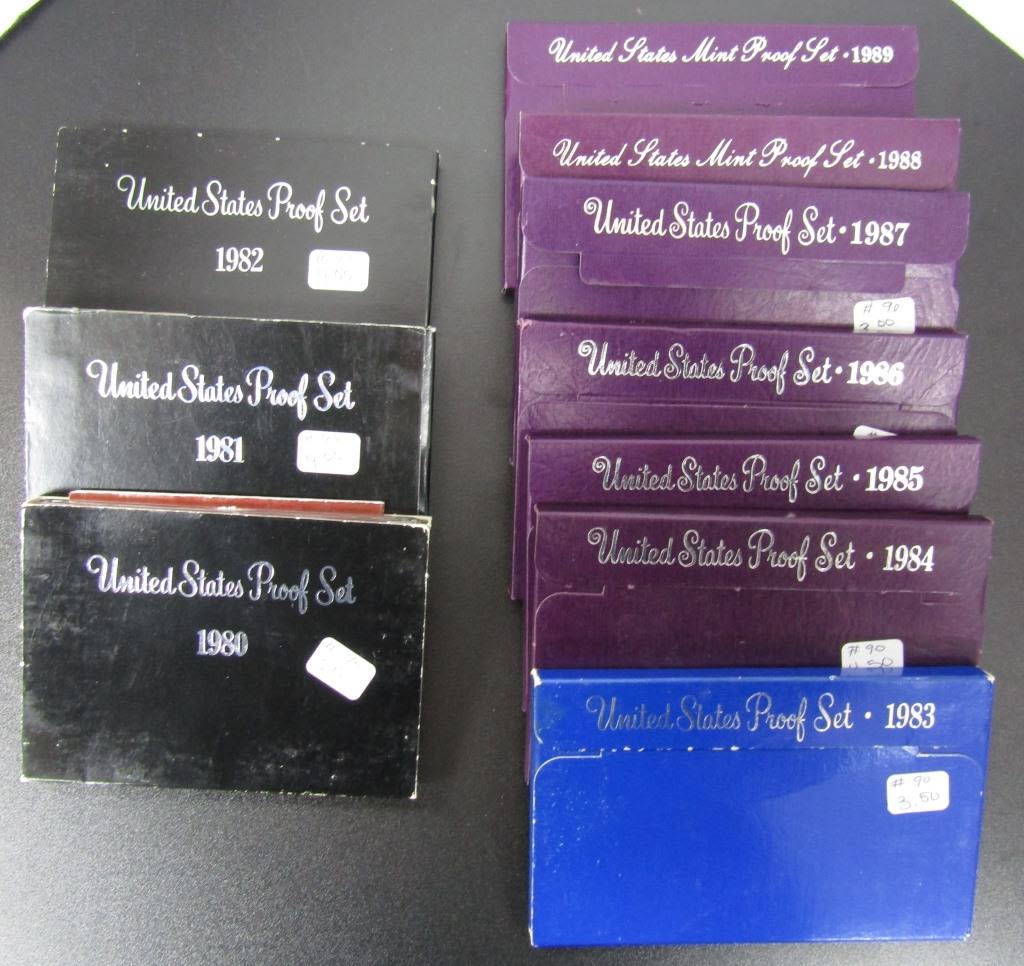 United States Proof Set
1982
United States Proof Set
1981
United States Proof Set
1980
United States Mint Proof Set · 1989
United States Mint Proof Set · 1988
United States Proof Set · 1987
# 90
3.00
United States Proof Set · 1986
#
United States Proof Set · 1985
United States Proof Set · 1984
# 90
United States Proof Set · 1983
# 90
3.50